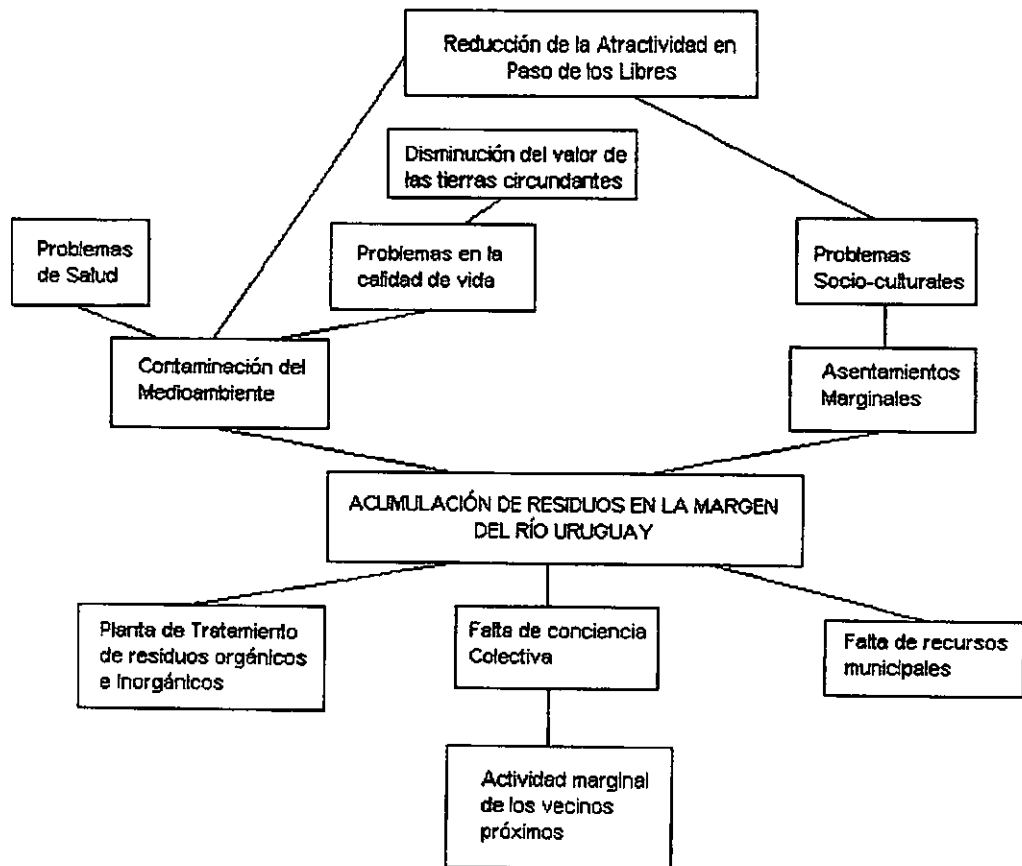 Reducción de la Atractividad en
Paso de los Libres
Disminución del valor de
las tierras circundantes
Problemas
de Salud
Problemas en la
calidad de vida
Problemas
Socio-culturales
Contaminación del
Medioambiente
Asentamientos
Marginales
ACUMULACIÓN DE RESIDUOS EN LA MARGEN
DEL RÍO URUGUAY
Planta de Tratamiento
de residuos orgánicos
e Inorgánicos
Falta de conciencia
Colectiva
Falta de recursos
municipales
Actividad marginal
de los vecinos
próximos